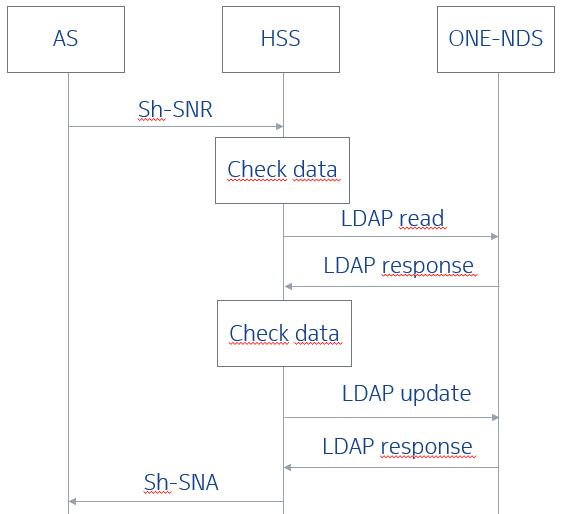 AS
HSS
ONE-NDS
Sh-SNR
Check data
LDAP read
LDAP response
Check data
LDAP update
LDAP response
Sh-SNA